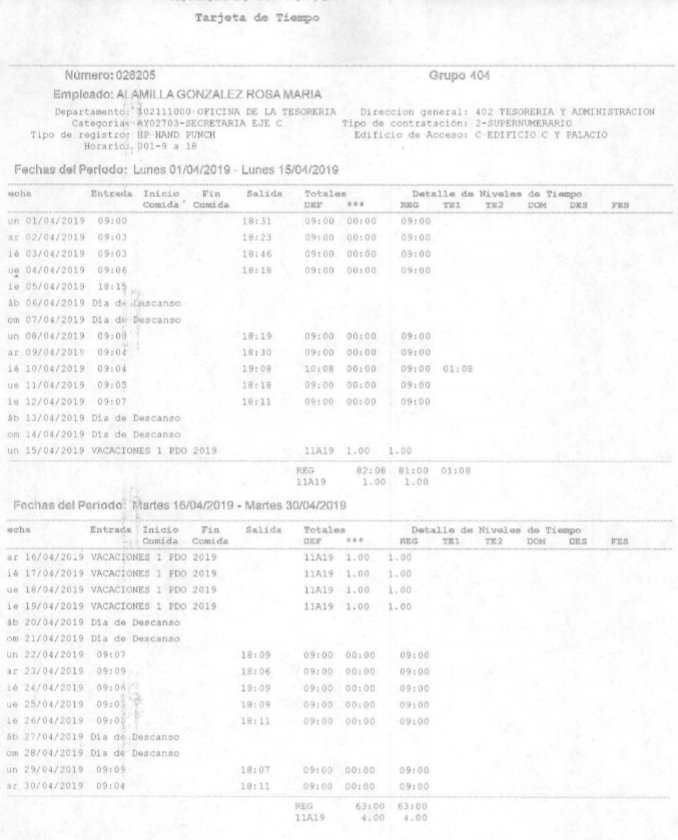 Tarjeta de Tiempo
Número: 026205 Grupo 404
Empleado: ALAMILLA GONZALEZ ROSA MARIA
Departamento: 102111000-OFICINA DE LA TESORERIA Direccion general: 402-TESORERIA Y ADMINISTRACION
Categoria: AY02703-SECRETARIA EJE C Tipo de contratación: 2-SUPERNUMERARIO
Tipo de registro: HP-HAND PUNCH Edificio de Acceso: C-EDIFICIO C Y PALACIO
Horario: 001-9 a 18
Fechas del Periodo: Lunes 01/04/2019 - Lunes 15/04/2019
echa Entrada Inicio Fin Salida Totales Detalle de Niveles de Tiempo
Comida Comida DEF *** REG TE1 TE2 DOM DES FES
un 01/04/2019 09:00 18:31 09:00 00:00 09:00
ar 02/04/2019 09:03 18:23 09:00 00:00 09:00
ié 03/04/2019 09:03 18:46 09:00 00:00 09:00
ue 04/04/2019 09:06 18:18 09:00 00:00 09:00
ie 05/04/2019 18:15
áb 06/04/2019 Dia de Descanso
om 07/04/2019 Dia de Descanso
un 08/04/2019 18:19 09:00 00:00 09:00
ar 09/04/2019 09:04 18:30 09:00 00:00 09:00
ié 10/04/2019 09:04 19:08 10:08 00:00 09:00 01:08
ue 11/04/2019 09:05 18:18 09:00 00:00 09:00
ie 12/04/2019 09:07 18:11 09:00 00:00 09:00
áb 13/04/2019 Dia de Descanso
om 14/04/2019 Dia de Descanso
un 15/04/2019 VACACIONES 1 PDO 2019 11A19 1.00 1.00
REG 82:08 81:00 01:08
11A19 1.00 1.00
Fechas del Periodo: Martes 16/04/2019 - Martes 30/04/2019
echa Entrada Inicio Fin Salida Totales Detalle de Niveles de Tiempo
Comida Comida DEF *** REG TE1 TE2 DOM DES FES
ar 16/04/2019 VACACIONES 1 PDO 2019 11A19 1.00 1.00
ié 17/04/2019 VACACIONES 1 PDO 2019 11A19 1.00 1.00
ue 18/04/2019 VACACIONES 1 PDO 2019 11A19 1.00 1.00
ie 19/04/2019 VACACIONES 1 PDO 2019 11A19 1.00 1.00
áb 20/04/2019 Dia de Descanso
om 21/04/2019 Dia de Descanso
un 22/04/2019 09:07 18:09 09:00 00:00 09:00
ar 23/04/2019 09:09 18:06 09:00 00:00 09:00
ié 24/04/2019 09:06 18:09 09:00 00:00 09:00
ue 25/04/2019 18:09 09:00 00:00 09:00
ie 26/04/2019 18:11 09:00 00:00 09:00
áb 27/04/2019 Dia de Descanso
om 28/04/2019 Dia de Descanso
un 29/04/2019 09:05 18:07 09:00 00:00 09:00
ar 30/04/2019 09:04 18:11 09:00 00:00 09:00
REG 63:00 63:00
11A19 4.00 4.00